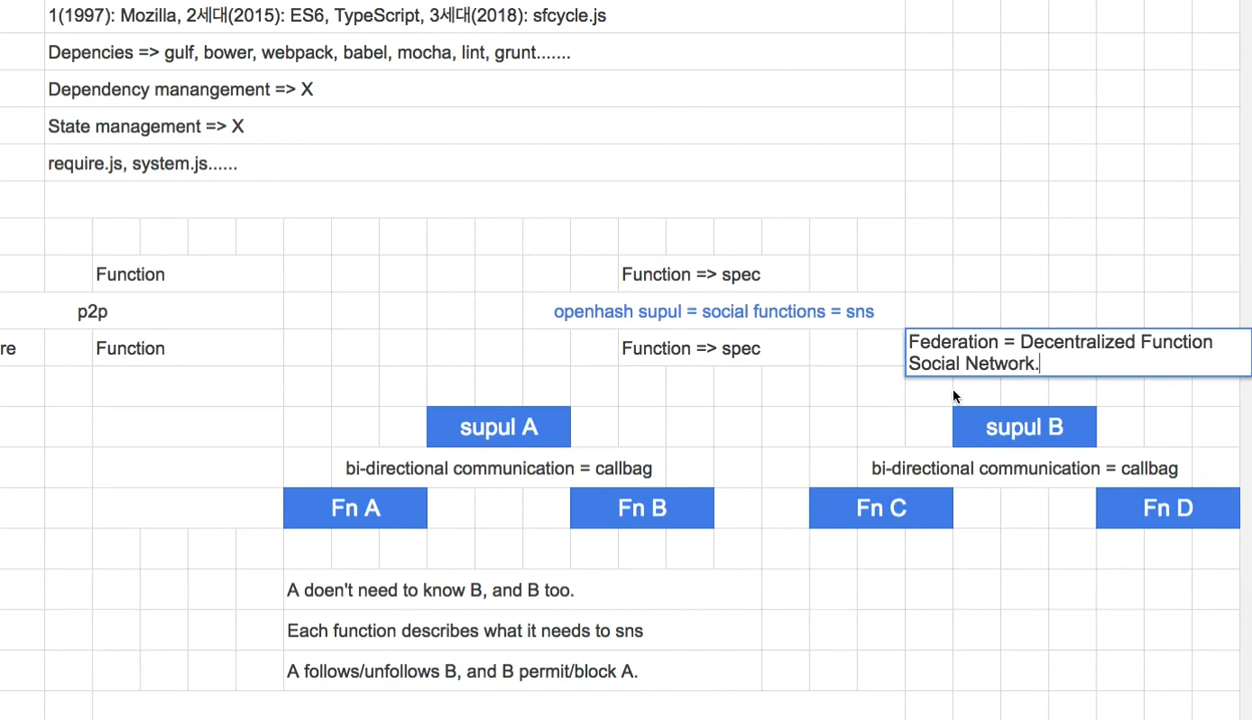 1(1997): Mozilla, 2세대(2015): ES6, TypeScript, 3세대(2018): sfcycle.js
Depencies => gulf, bower, webpack, babel, mocha, lint, grunt.......
Dependency manangement => X
State management => X
require.js, system.js......
Function
Function => spec
p2p
openhash supul = social functions = sns
re
Function
Function => spec
Federation = Decentralized Function
Social Network.
supul A
supul B
bi-directional communication = callbag
bi-directional communication = callbag
Fn A
Fn B
Fn C
Fn D
A doen't need to know B, and B too.
Each function describes what it needs to sns
A follows/unfollows B, and B permit/block A.